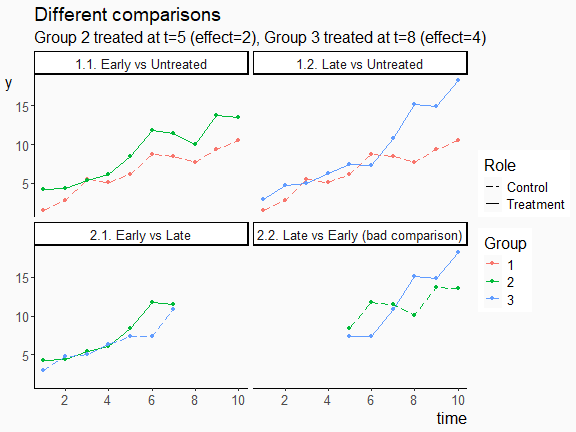 Different comparisons
Group 2 treated at t=5 (effect=2), Group 3 treated at t=8 (effect=4)
y
1.1. Early vs Untreated
1.2. Late vs Untreated
15
10
5
2.1. Early vs Late
2.2. Late vs Early (bad comparison)
15
10
5
2 4 6 8 10
2 4 6 8 10
time
Role
Control
Treatment
Group
1
2
3